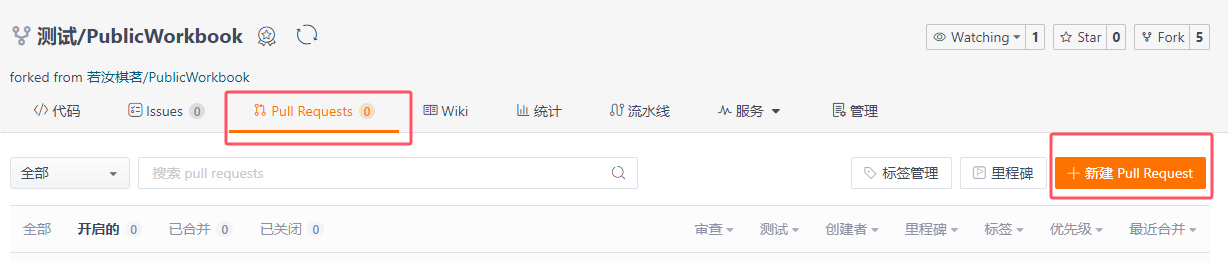 测试/PublicWorkbook Watching 1 Star 0 Fork 5
forked from 若汝棋茗/PublicWorkbook
代码 Issues 0 Pull Requests 0 Wiki 统计 流水线 服务 管理
全部 搜索 pull requests 标签管理 里程碑 + 新建 Pull Request
全部 开启的 0 已合并 0 已关闭 0 审查 测试 创建者 里程碑 标签 优先级 最近合并